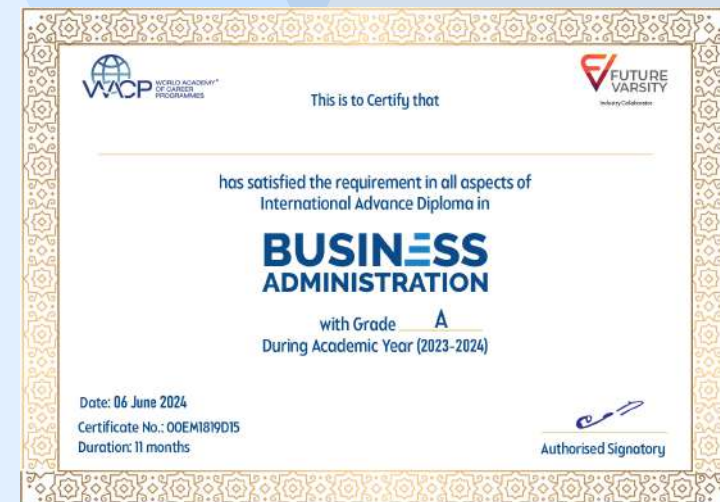 WACP WORLD ACADEMY
OF CAREER
PROGRAMMES
FUTURE
VARSITY
Industry Collaborator
This is to Certify that
has satisfied the requirement in all aspects of
International Advance Diploma in
BUSINESS
ADMINISTRATION
with Grade A
During Academic Year (2023-2024)
Date: 06 June 2024
Certificate No.: 00EM1819D15
Duration: 11 months
Authorised Signatory